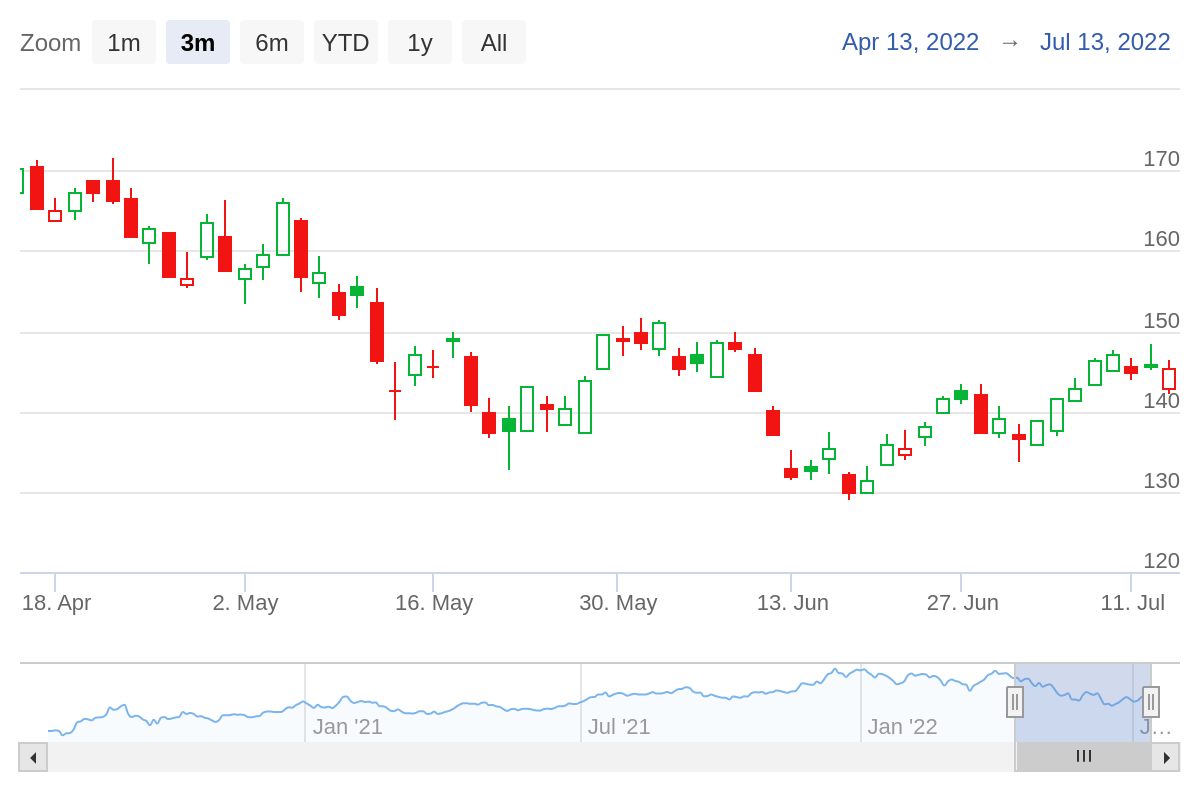 Zoom 1m 3m 6m YTD 1y All Apr 13, 2022 → Jul 13, 2022
170
160
150
140
130
120
18. Apr 2. May 16. May 30. May 13. Jun 27. Jun 11. Jul
Jan '21 Jul '21 Jan '22 J…